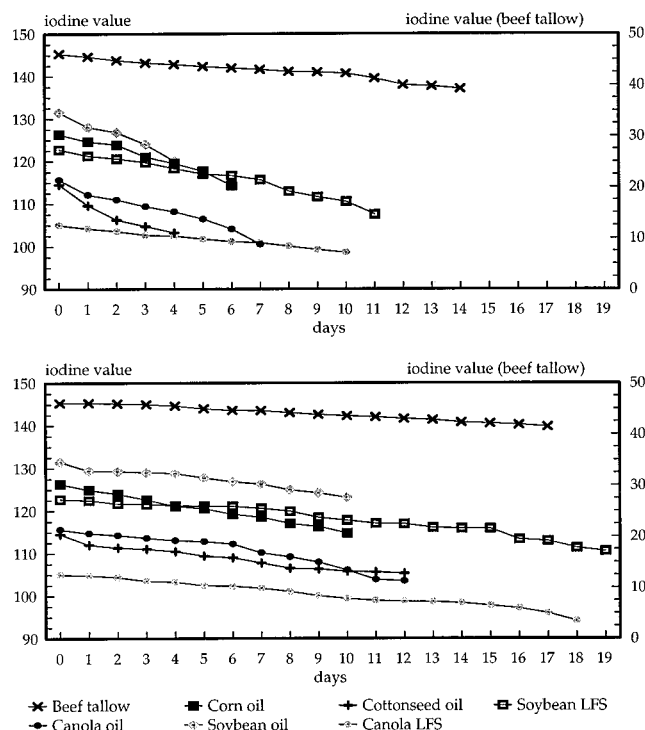 iodine value iodine value (beef tallow)
150 50
140 40
130 30
120 20
110
100 10
90 0
0 1 2 3 4 5 6 7 8 9 10 11 12 13 14 15 16 17 18 19
days
iodine value iodine value (beef tallow)
150 50
140 40
130 30
120 20
110
100 10
90 0
0 1 2 3 4 5 6 7 8 9 10 11 12 13 14 15 16 17 18 19
days
Beef tallow Corn oil Cottonseed oil Soybean LFS
Canola oil Soybean oil Canola LFS